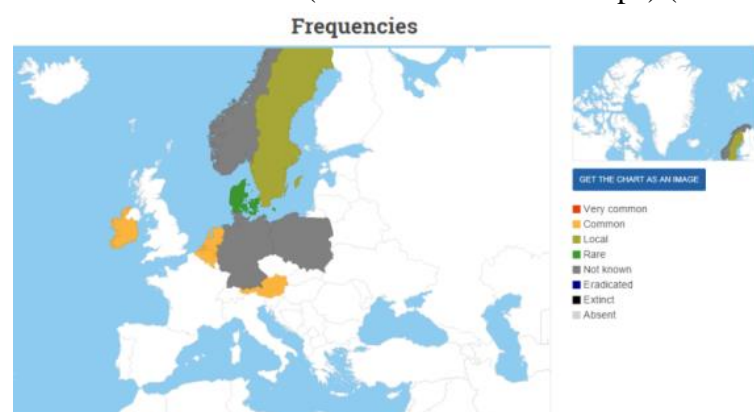 Frequencies
GET THE CHART AS AN IMAGE
Very common
Common
Local
Rare
Not known
Eradicated
Extinct
Absent